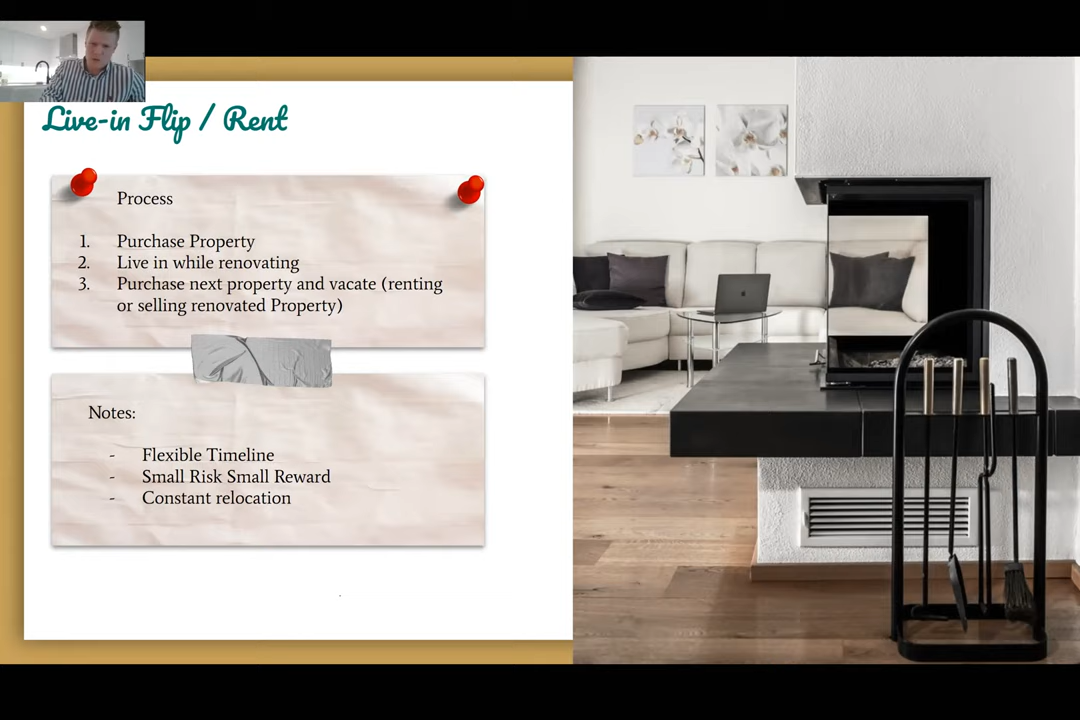 Live-in Flip / Rent
Process
1. Purchase Property
2. Live in while renovating
3. Purchase next property and vacate (renting
or selling renovated Property)
Notes:
- Flexible Timeline
- Small Risk Small Reward
- Constant relocation